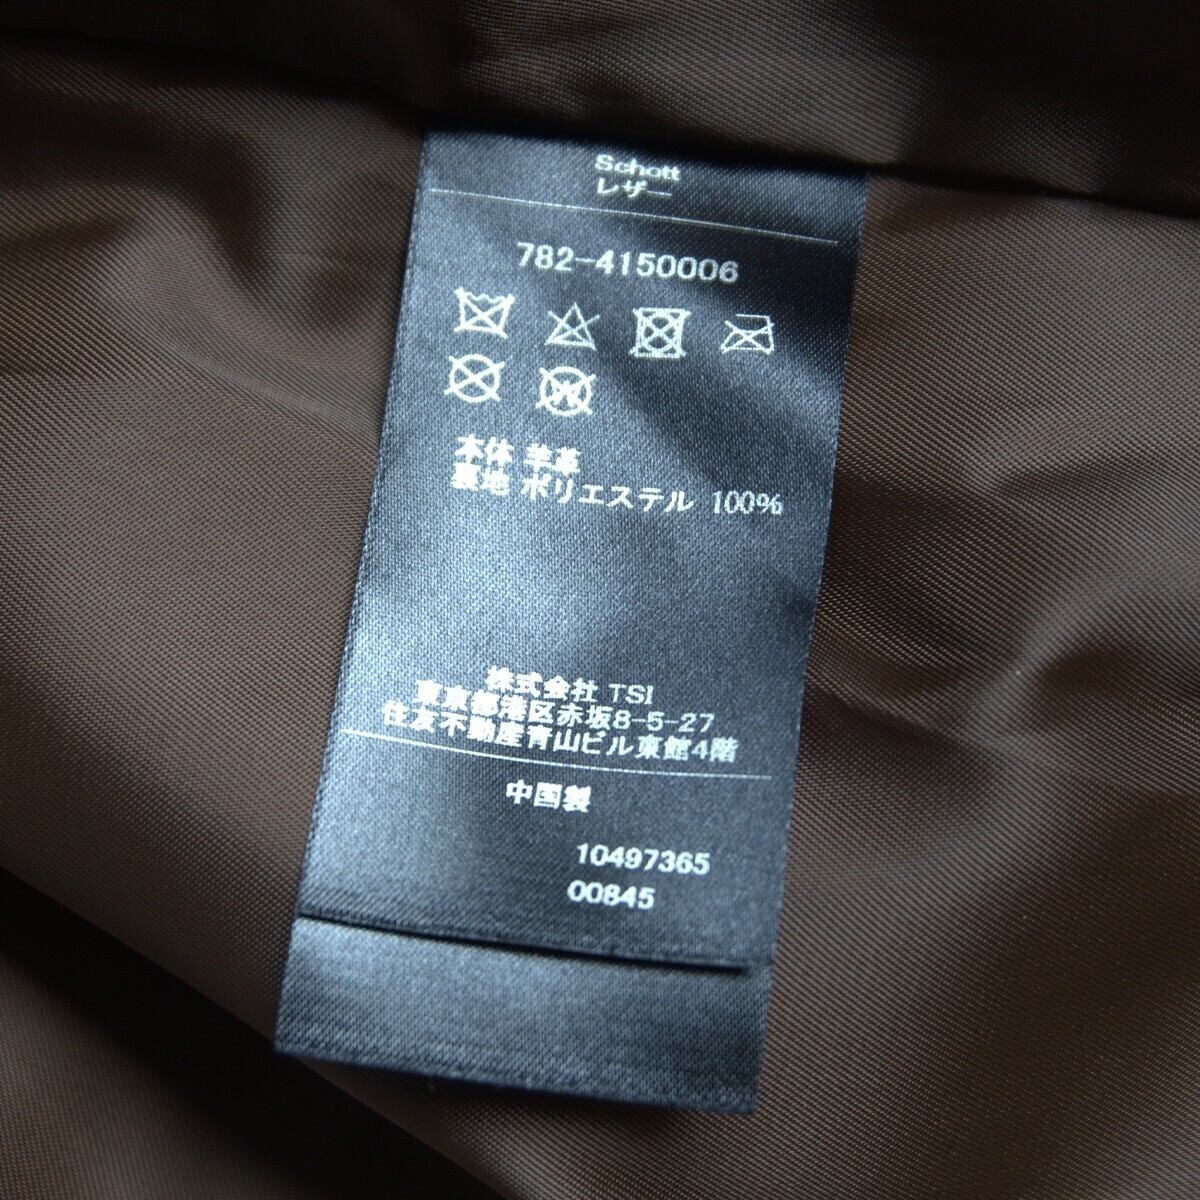 Schott
レザー
782-4150006
本体 羊革
裏地 ポリエステル 100%
株式会社 TSI
東京都港区赤坂8-5-27
住友不動産青山ビル東館4階
中国製
10497365
00845